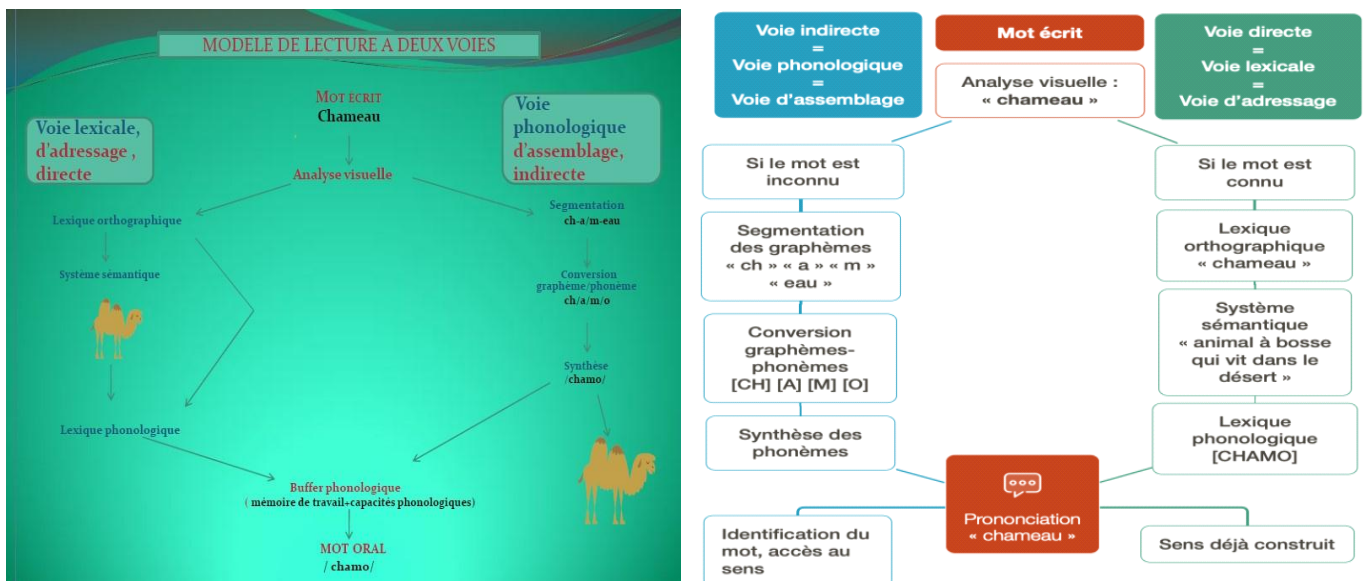 MODELE DE LECTURE A DEUX VOIES
MOT ECRIT
Chameau
Voie lexicale,
d'adressage ,
directe
Voie
phonologique
d'assemblage,
indirecte
Analyse visuelle
Lexique orthographique
Segmentation
ch-a/m-eau
Système sémantique
Conversion
graphème/phonème
ch/a/m/o
Synthèse
/chamo/
Lexique phonologique
Buffer phonologique
( mémoire de travail+capacités phonologiques)
MOT ORAL
/ chamo/
Voie indirecte
=
Voie phonologique
=
Voie d'assemblage
Mot écrit
Analyse visuelle :
« chameau »
Voie directe
=
Voie lexicale
=
Voie d'adressage
Si le mot est
inconnu
Segmentation
des graphèmes
« ch » « a » « m »
« eau »
Conversion
graphèmes-
phonèmes
[CH] [A] [M] [O]
Synthèse des
phonèmes
Si le mot est
connu
Lexique
orthographique
« chameau »
Système
sémantique
« animal à bosse
qui vit dans le
désert »
Lexique
phonologique
[CHAMO]
Prononciation
« chameau »
Identification du
mot, accès au
sens
Sens déjà construit